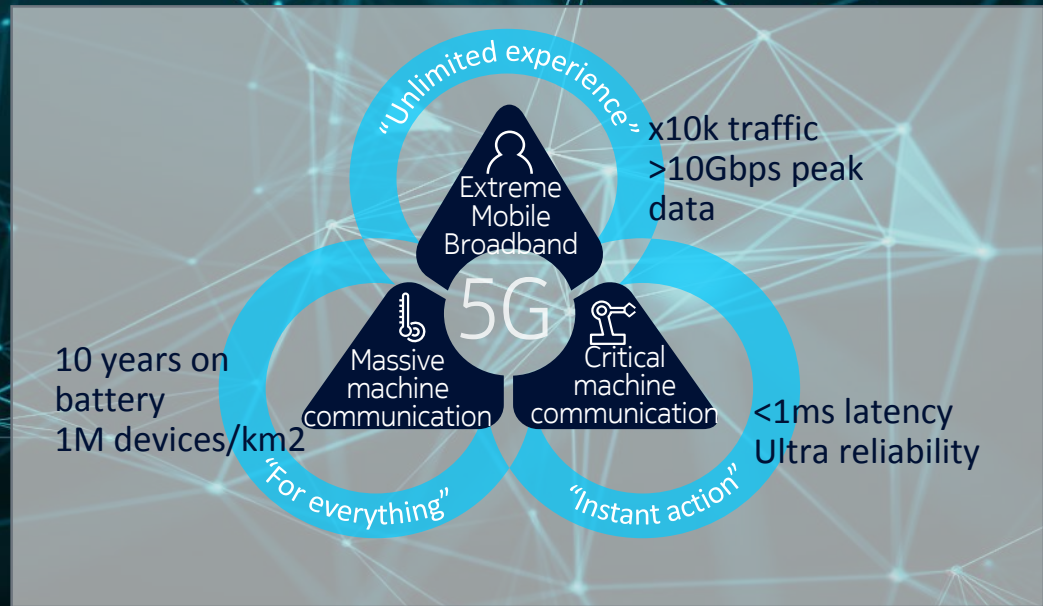 “Unlimited experience”
x10k traffic
>10Gbps peak
data
Extreme
Mobile
Broadband
5G
Massive
machine
communication
Critical
machine
communication
10 years on
battery
1M devices/km2
<1ms latency
Ultra reliability
“For everything”
“Instant action”